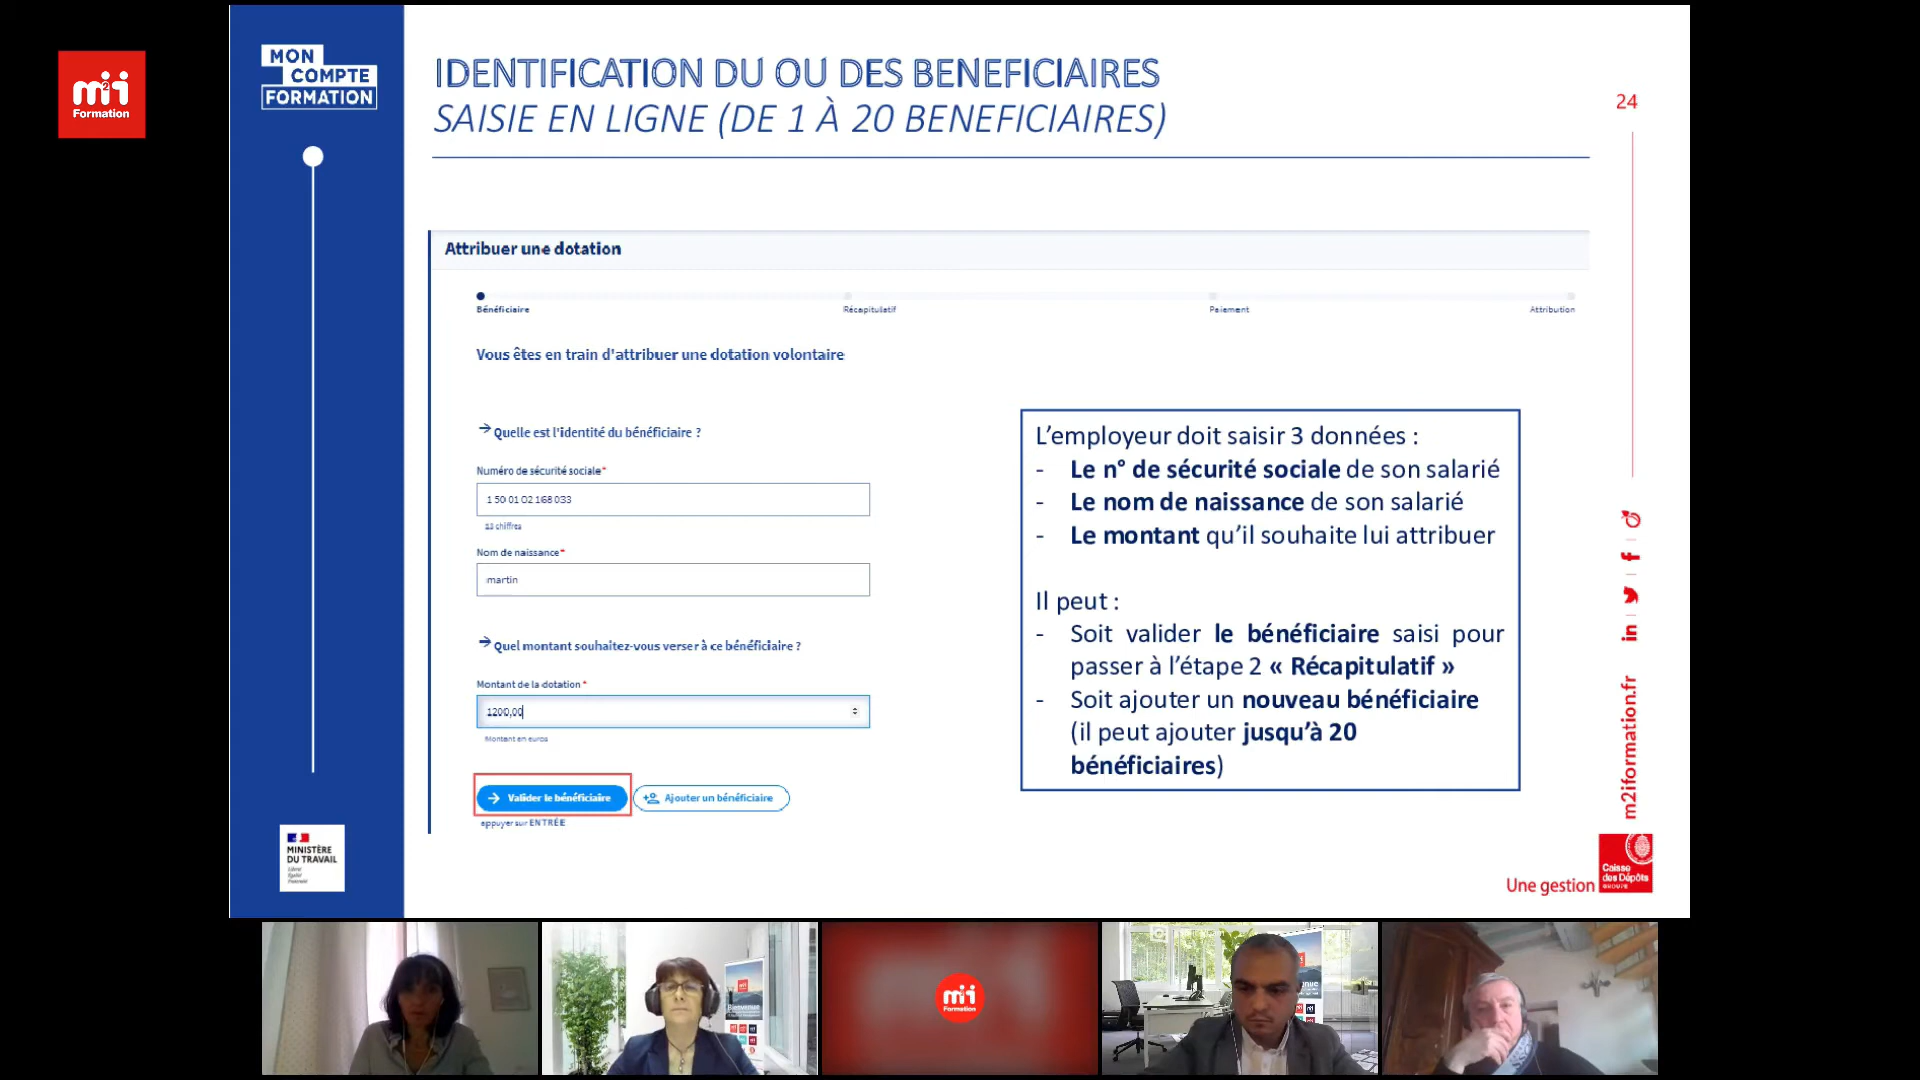 m2i
Formation
MON
COMPTE
FORMATION
IDENTIFICATION DU OU DES BENEFICIAIRES
SAISIE EN LIGNE (DE 1 À 20 BENEFICIAIRES)
24
Attribuer une dotation
Bénéficiaire
Récapitulatif
Paiement
Attribution
Vous êtes en train d'attribuer une dotation volontaire
Quelle est l'identité du bénéficiaire ?
Numéro de sécurité sociale*
1 50 01 02 168 033
13 chiffres
Nom de naissance*
martin
Quel montant souhaitez-vous verser à ce bénéficiaire ?
Montant de la dotation *
1200,00
Montant en euros
Valider le bénéficiaire
Ajouter un bénéficiaire
appuyer sur ENTRÉE
L'employeur doit saisir 3 données :
- Le n° de sécurité sociale de son salarié
- Le nom de naissance de son salarié
- Le montant qu'il souhaite lui attribuer
Il peut :
- Soit valider le bénéficiaire saisi pour
passer à l'étape 2 « Récapitulatif »
- Soit ajouter un nouveau bénéficiaire
(il peut ajouter jusqu'à 20
bénéficiaires)
m2iformation.fr
MINISTÈRE
DU TRAVAIL
Liberté
Égalité
Fraternité
Une gestion
Caisse
des Dépôts
GROUPE
Bienvenue
m2i
Formation